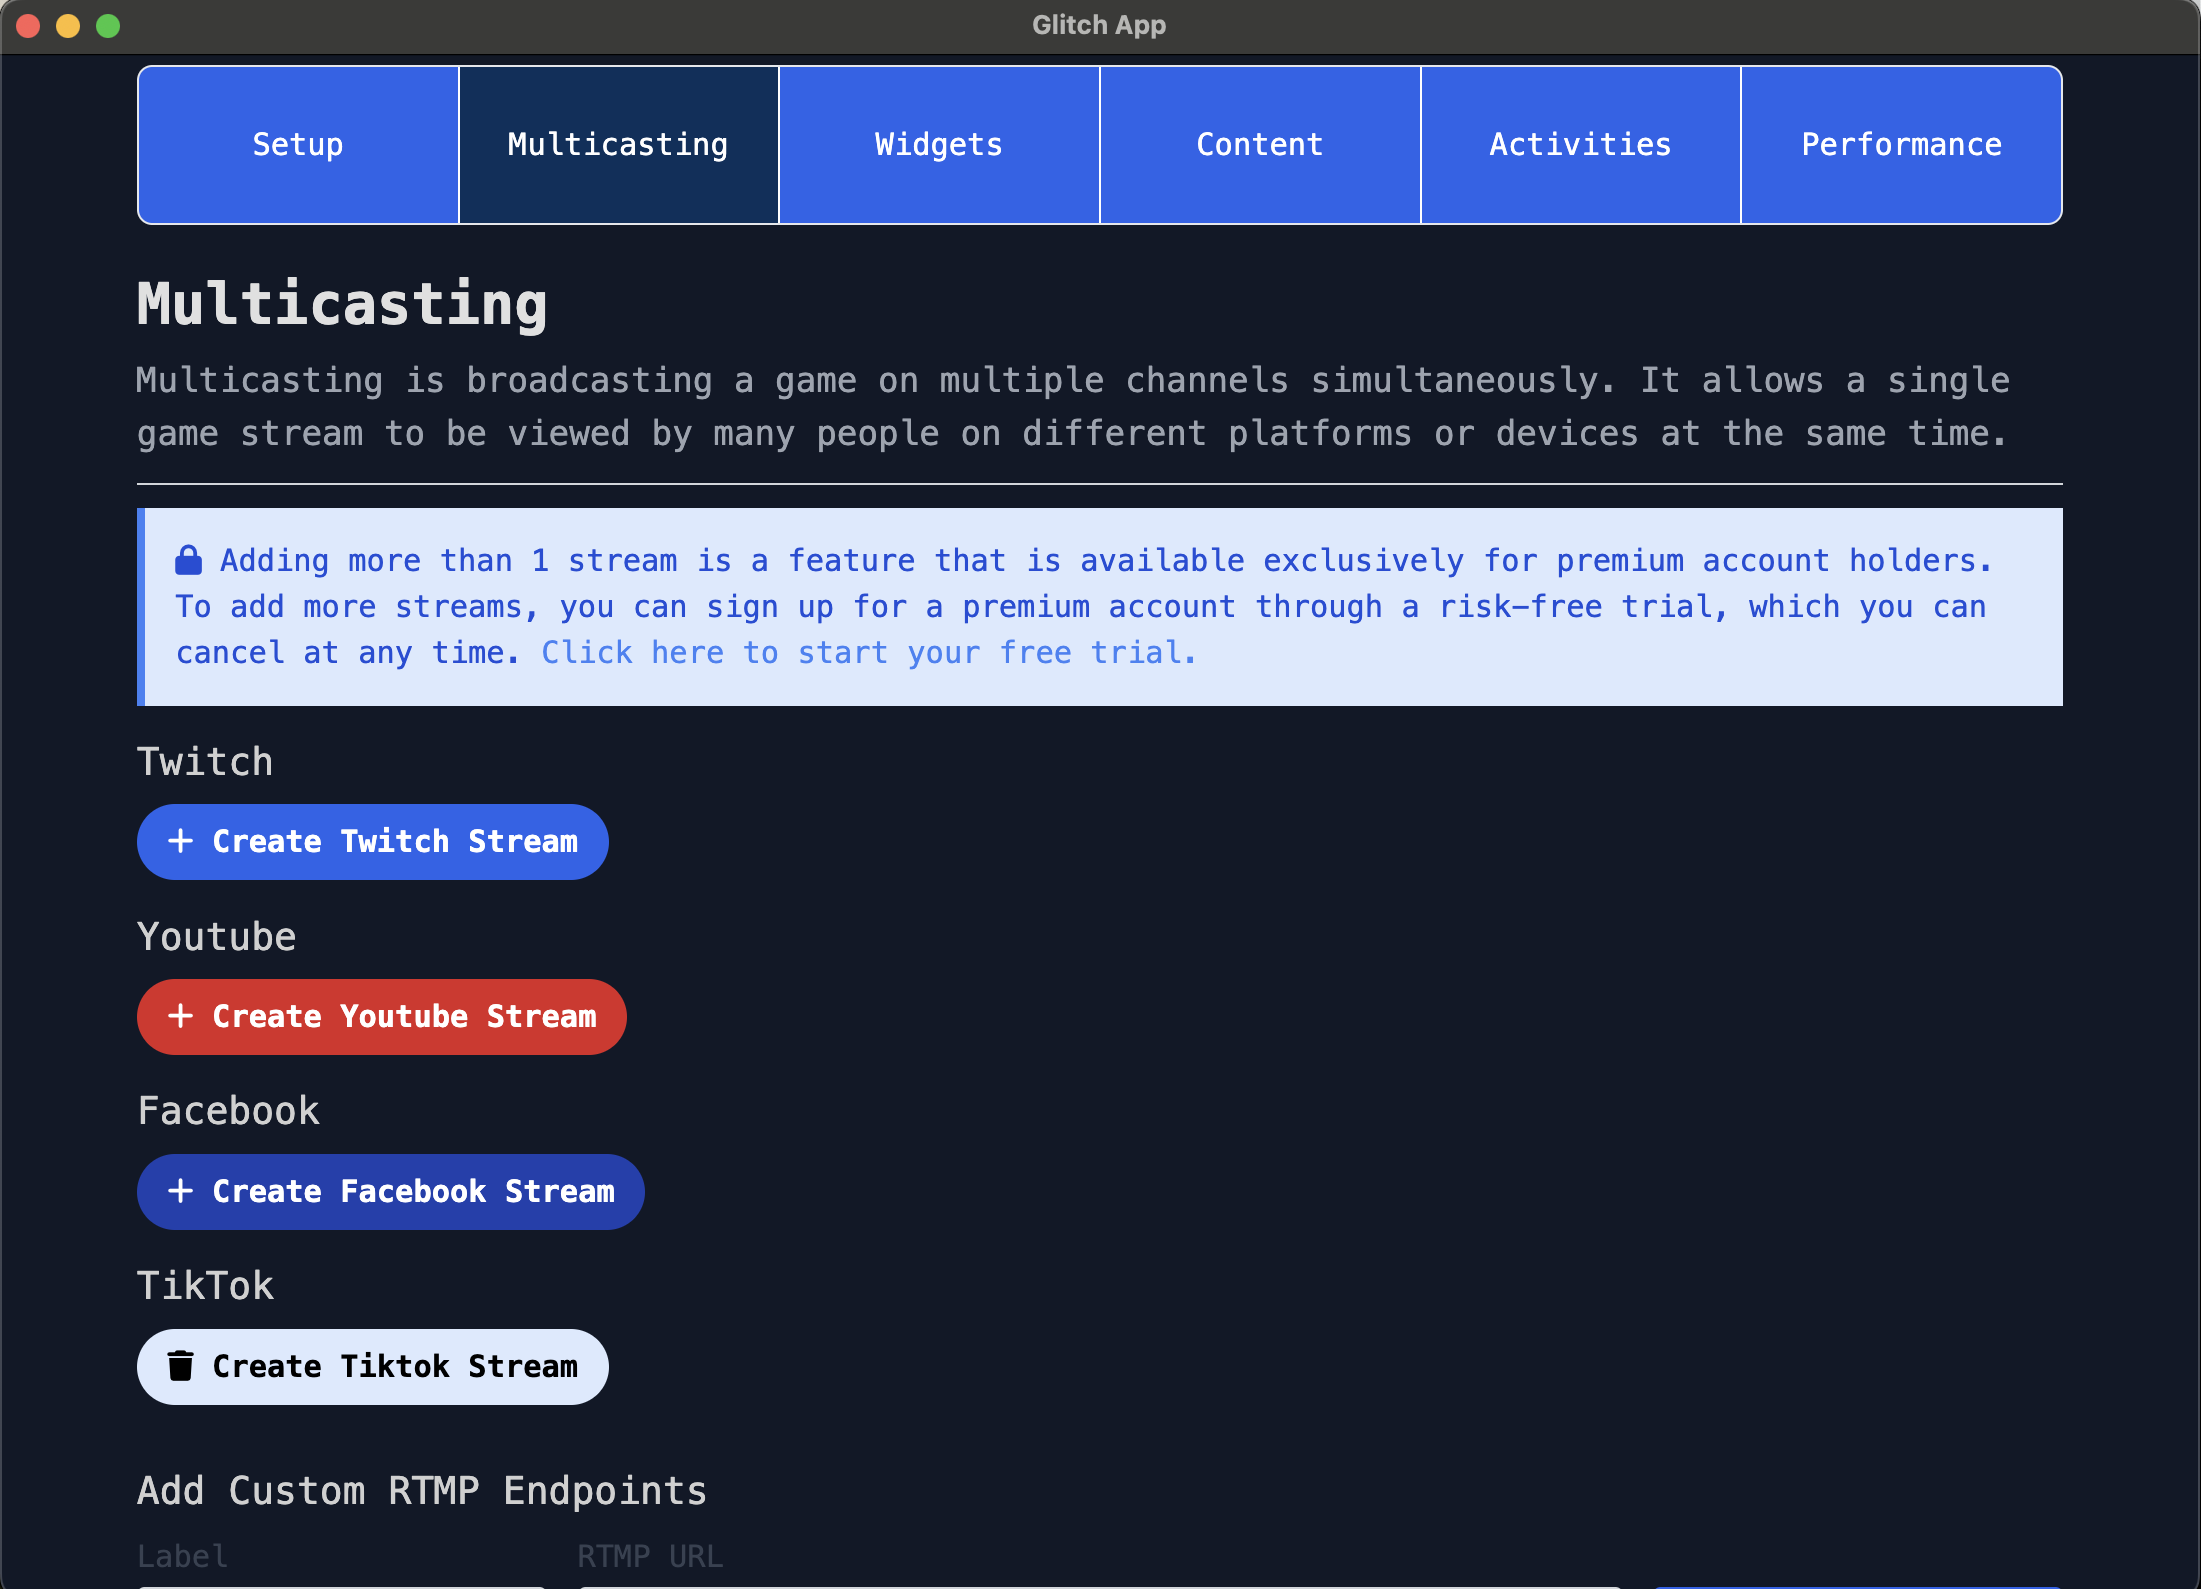 Glitch App
Setup
Multicasting
Widgets
Content
Activities
Performance
Multicasting
Multicasting is broadcasting a game on multiple channels simultaneously. It allows a single
game stream to be viewed by many people on different platforms or devices at the same time.
Adding more than 1 stream is a feature that is available exclusively for premium account holders.
To add more streams, you can sign up for a premium account through a risk-free trial, which you can
cancel at any time. Click here to start your free trial.
Twitch
+ Create Twitch Stream
Youtube
+ Create Youtube Stream
Facebook
+ Create Facebook Stream
TikTok
Create Tiktok Stream
Add Custom RTMP Endpoints
Label
RTMP URL